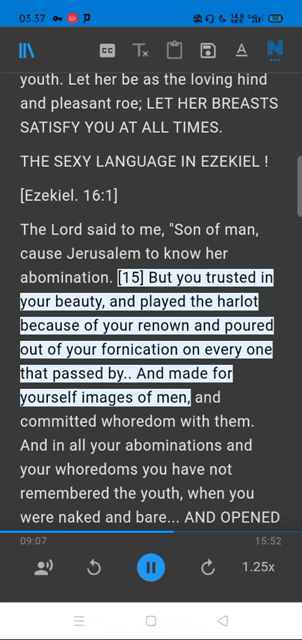 03.37
14.9
youth. Let her be as the loving hind
and pleasant roe; LET HER BREASTS
SATISFY YOU AT ALL TIMES.
THE SEXY LANGUAGE IN EZEKIEL !
[Ezekiel. 16:1]
The Lord said to me, "Son of man,
cause Jerusalem to know her
abomination. [15] But you trusted in
your beauty, and played the harlot
because of your renown and poured
out of your fornication on every one
that passed by.. And made for
yourself images of men, and
committed whoredom with them.
And in all your abominations and
your whoredoms you have not
remembered the youth, when you
were naked and bare... AND OPENED
09:07
15:52
1.25x